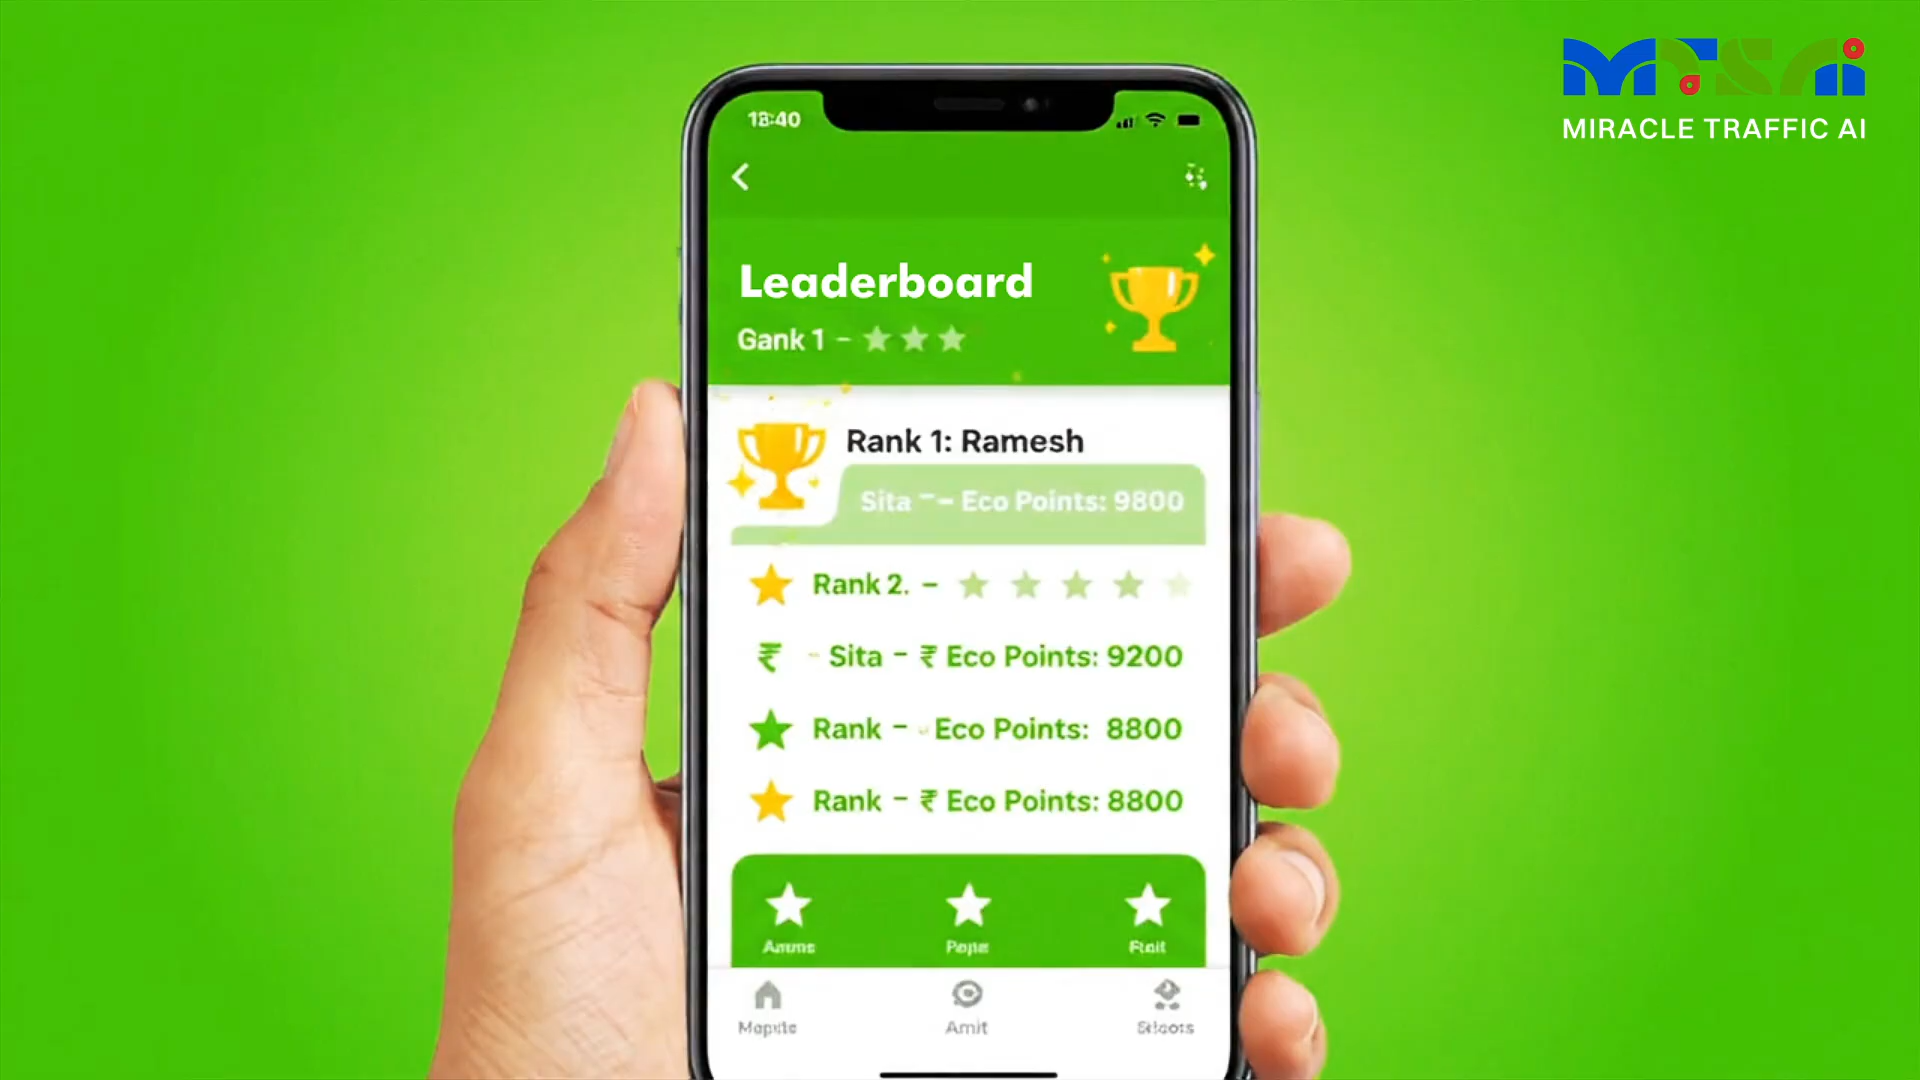 MTSAi
MIRACLE TRAFFIC AI
18:40
Leaderboard
Gank 1 -
Rank 1: Ramesh
Sita -- Eco Points: 9800
Rank 2. -
₹ - Sita - ₹ Eco Points: 9200
Rank - Eco Points: 8800
Rank - ₹ Eco Points: 8800
Amit